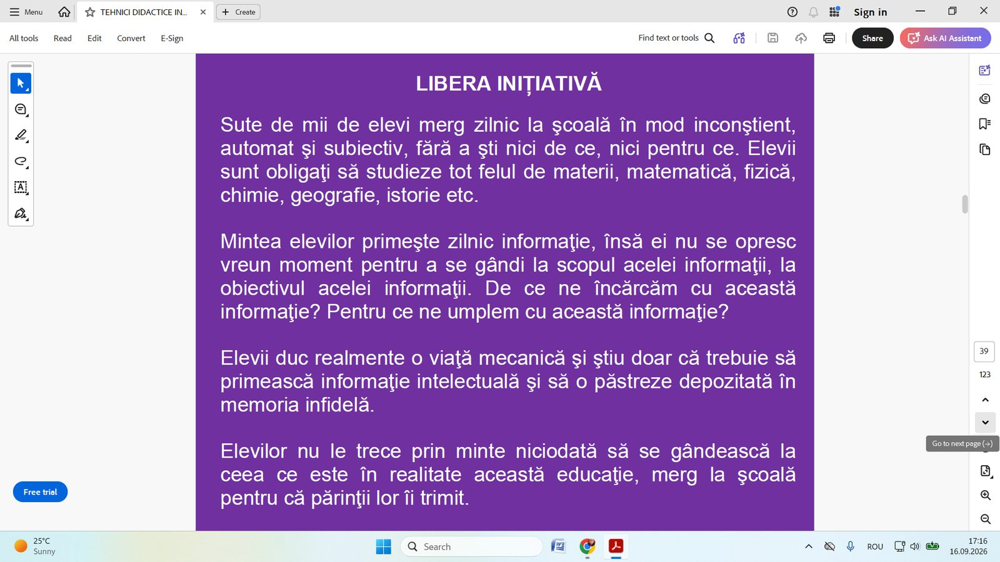 Menu
TEHNICI DIDACTICE IN...
Create
Sign in
All tools
Read
Edit
Convert
E-Sign
Find text or tools
Share
Ask AI Assistant
LIBERA INIȚIATIVĂ
Sute de mii de elevi merg zilnic la şcoală în mod inconştient,
automat şi subiectiv, fără a şti nici de ce, nici pentru ce. Elevii
sunt obligaţi să studieze tot felul de materii, matematică, fizică,
chimie, geografie, istorie etc.
Mintea elevilor primeşte zilnic informaţie, însă ei nu se opresc
vreun moment pentru a se gândi la scopul acelei informaţii, la
obiectivul acelei informaţii. De ce ne încărcăm cu această
informaţie? Pentru ce ne umplem cu această informaţie?
Elevii duc realmente o viaţă mecanică şi ştiu doar că trebuie să
primească informaţie intelectuală şi să o păstreze depozitată în
memoria infidelă.
Elevilor nu le trece prin minte niciodată să se gândească la
ceea ce este în realitate această educaţie, merg la şcoală
pentru că părinţii lor îi trimit.
39
123
Go to next page (→)
Free trial
25°C
Sunny
Search
ROU
17:16
16.09.2026